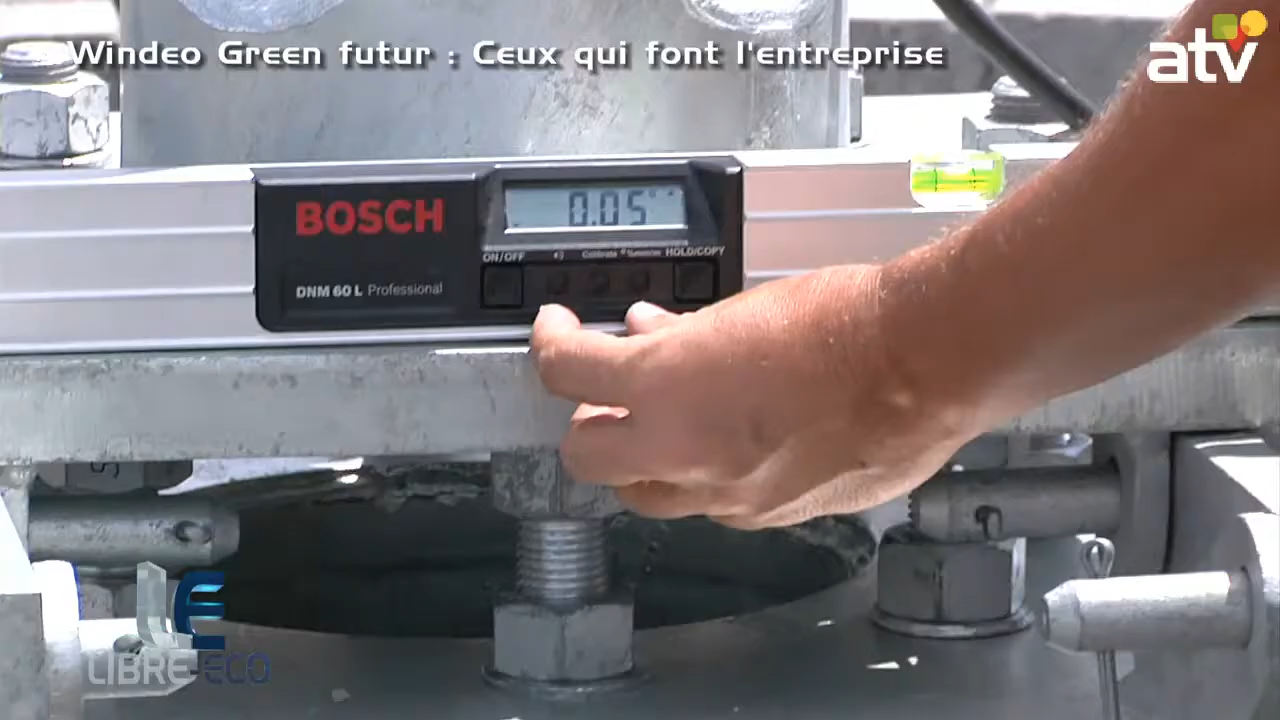 Windeo Green futur : Ceux qui font l'entreprise
atv
BOSCH
0.05°
ON/OFF
Calibrate
HOLD/COPY
DNM 60 L Professional
LE
LIBRE-ECO